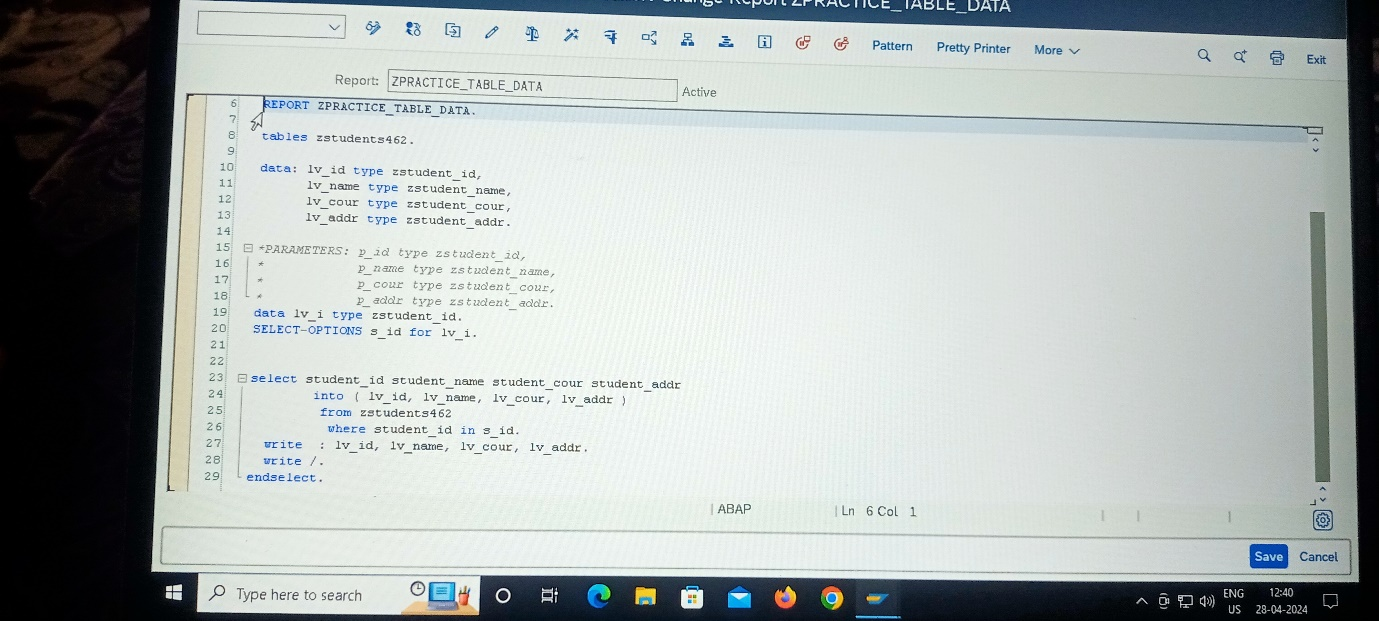 Change Report ZPRACTICE_TABLE_DATA
Pattern Pretty Printer More Exit
Report: ZPRACTICE_TABLE_DATA Active
6 REPORT ZPRACTICE_TABLE_DATA.
7
8 tables zstudents462.
9
10 data: lv_id type zstudent_id,
11 lv_name type zstudent_name,
12 lv_cour type zstudent_cour,
13 lv_addr type zstudent_addr.
14
15 *PARAMETERS: p_id type zstudent_id,
16 * p_name type zstudent_name,
17 * p_cour type zstudent_cour,
18 * p_addr type zstudent_addr.
19 data lv_i type zstudent_id.
20 SELECT-OPTIONS s_id for lv_i.
21
22
23 select student_id student_name student_cour student_addr
24 into ( lv_id, lv_name, lv_cour, lv_addr )
25 from zstudents462
26 where student_id in s_id.
27 write : lv_id, lv_name, lv_cour, lv_addr.
28 write /.
29 endselect.
ABAP Ln 6 Col 1
Save Cancel
Type here to search
ENG 12:40
US 28-04-2024